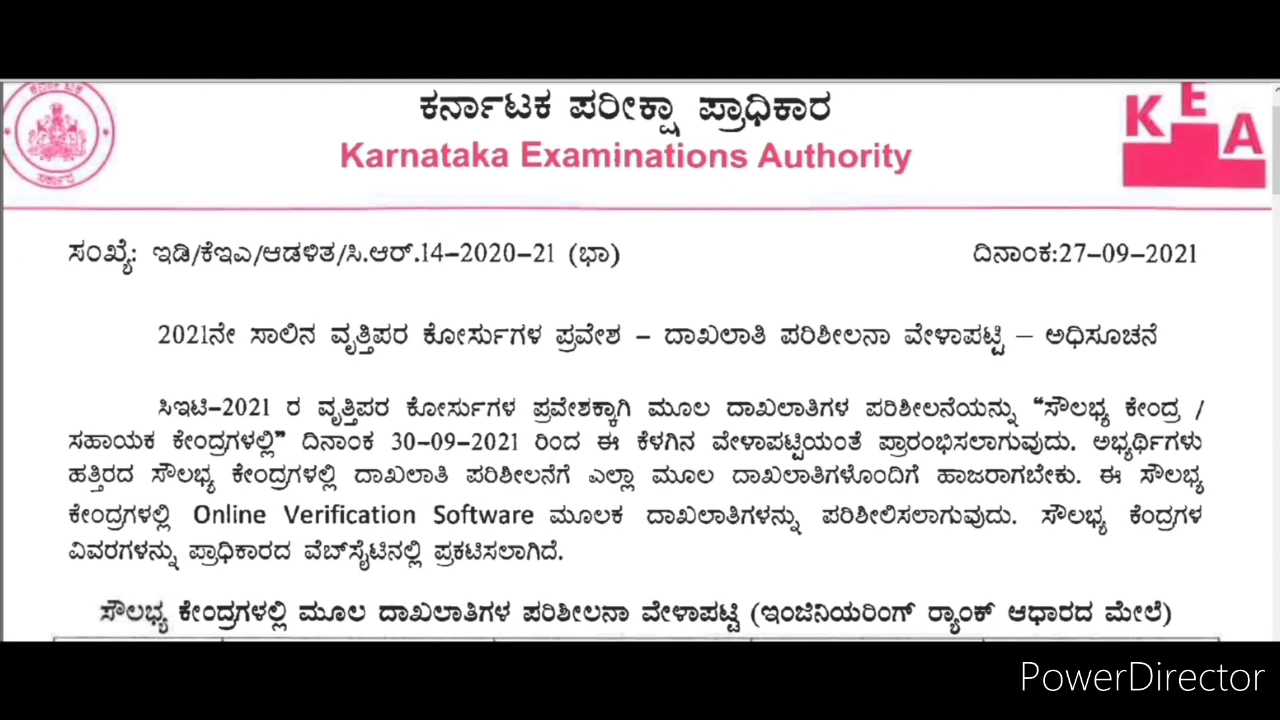 ಕರ್ನಾಟಕ ಪರೀಕ್ಷಾ ಪ್ರಾಧಿಕಾರ
Karnataka Examinations Authority
KEA
ಸರ್ಕಾರ
ಸಂಖ್ಯೆ: ಇಡಿ/ಕೆಇಎ/ಆಡಳಿತ/ಸಿ.ಆರ್.14-2020-21 (ಭಾ) ದಿನಾಂಕ:27-09-2021
2021ನೇ ಸಾಲಿನ ವೃತ್ತಿಪರ ಕೋರ್ಸುಗಳ ಪ್ರವೇಶ – ದಾಖಲಾತಿ ಪರಿಶೀಲನಾ ವೇಳಾಪಟ್ಟಿ – ಅಧಿಸೂಚನೆ
ಸಿಇಟಿ-2021 ರ ವೃತ್ತಿಪರ ಕೋರ್ಸುಗಳ ಪ್ರವೇಶಕ್ಕಾಗಿ ಮೂಲ ದಾಖಲಾತಿಗಳ ಪರಿಶೀಲನೆಯನ್ನು "ಸೌಲಭ್ಯ ಕೇಂದ್ರ /
ಸಹಾಯಕ ಕೇಂದ್ರಗಳಲ್ಲಿ" ದಿನಾಂಕ 30-09-2021 ರಿಂದ ಈ ಕೆಳಗಿನ ವೇಳಾಪಟ್ಟಿಯಂತೆ ಪ್ರಾರಂಭಿಸಲಾಗುವುದು. ಅಭ್ಯರ್ಥಿಗಳು
ಹತ್ತಿರದ ಸೌಲಭ್ಯ ಕೇಂದ್ರಗಳಲ್ಲಿ ದಾಖಲಾತಿ ಪರಿಶೀಲನೆಗೆ ಎಲ್ಲಾ ಮೂಲ ದಾಖಲಾತಿಗಳೊಂದಿಗೆ ಹಾಜರಾಗಬೇಕು. ಈ ಸೌಲಭ್ಯ
ಕೇಂದ್ರಗಳಲ್ಲಿ Online Verification Software ಮೂಲಕ ದಾಖಲಾತಿಗಳನ್ನು ಪರಿಶೀಲಿಸಲಾಗುವುದು. ಸೌಲಭ್ಯ ಕೆಂದ್ರಗಳ
ವಿವರಗಳನ್ನು ಪ್ರಾಧಿಕಾರದ ವೆಬ್‌ಸೈಟಿನಲ್ಲಿ ಪ್ರಕಟಿಸಲಾಗಿದೆ.
ಸೌಲಭ್ಯ ಕೇಂದ್ರಗಳಲ್ಲಿ ಮೂಲ ದಾಖಲಾತಿಗಳ ಪರಿಶೀಲನಾ ವೇಳಾಪಟ್ಟಿ (ಇಂಜಿನಿಯರಿಂಗ್ ರ‍್ಯಾಂಕ್ ಆಧಾರದ ಮೇಲೆ)
PowerDirector